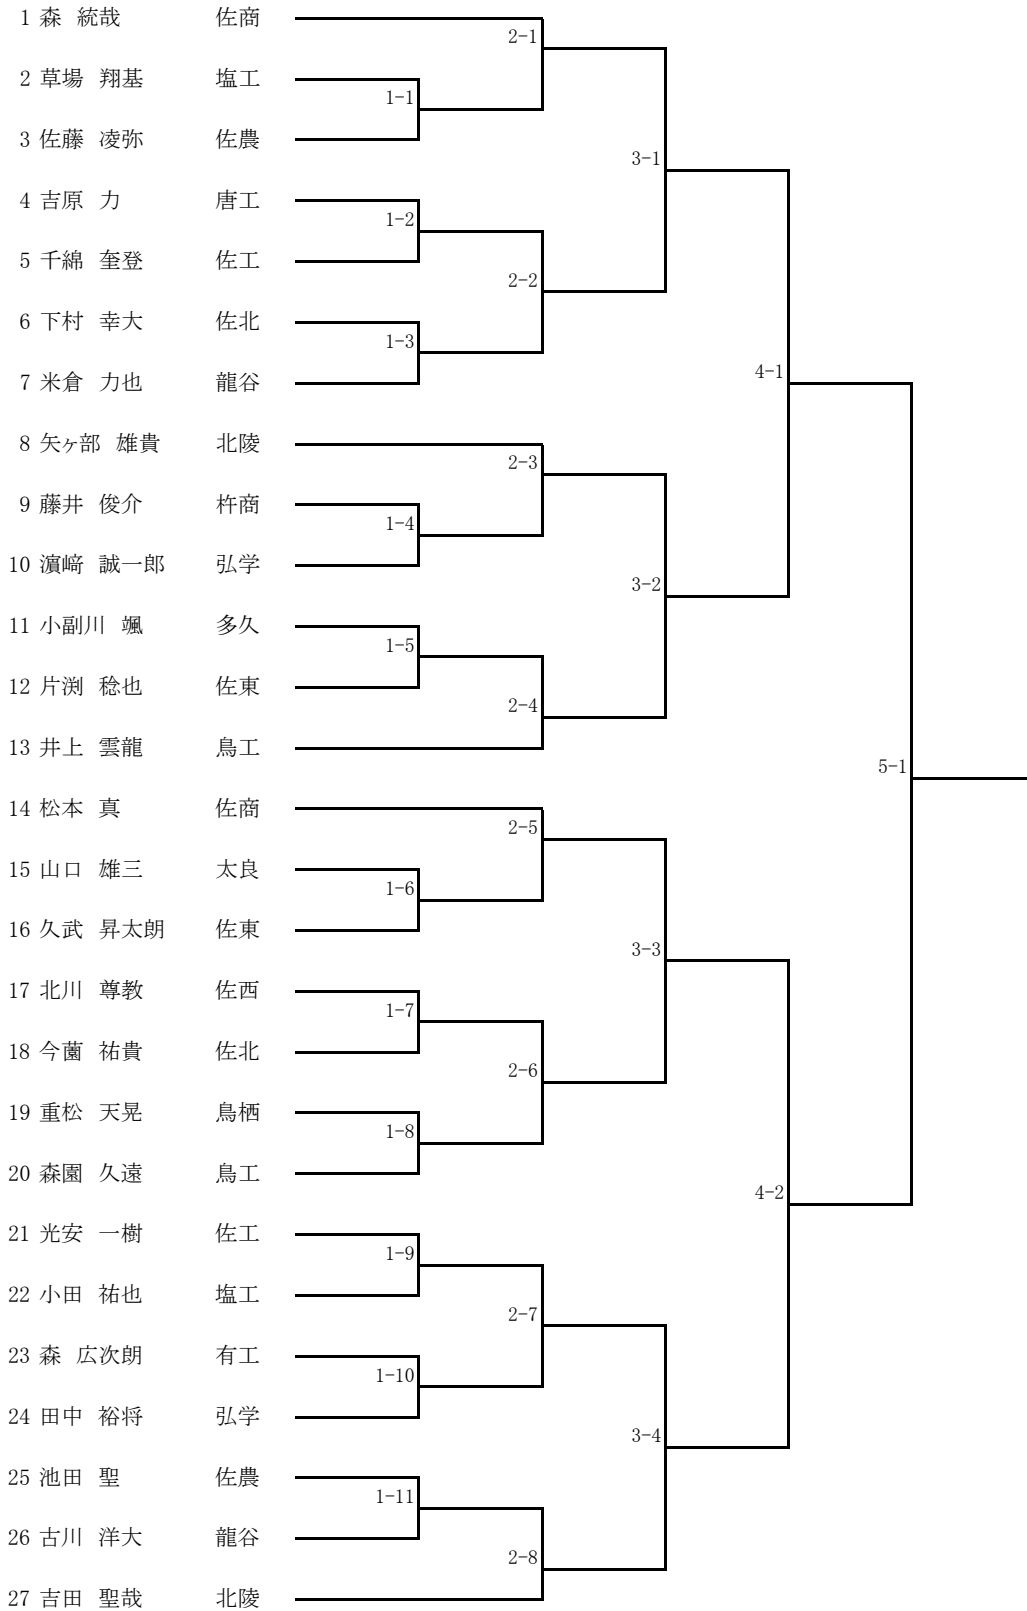 1 森 統哉 佐商
2-1
2 草場 翔基 塩工
1-1
3 佐藤 凌弥 佐農
3-1
4 吉原 力 唐工
1-2
5 千綿 奎登 佐工
2-2
6 下村 幸大 佐北
1-3
4-1
7 米倉 力也 龍谷
8 矢ヶ部 雄貴 北陵
2-3
9 藤井 俊介 杵商
1-4
10 濵﨑 誠一郎 弘学
3-2
11 小副川 颯 多久
1-5
12 片渕 稔也 佐東
2-4
13 井上 雲龍 鳥工
5-1
14 松本 真 佐商
2-5
15 山口 雄三 太良
1-6
16 久武 昇太朗 佐東
3-3
17 北川 尊教 佐西
1-7
18 今薗 祐貴 佐北
2-6
19 重松 天晃 鳥栖
1-8
20 森園 久遠 鳥工
4-2
21 光安 一樹 佐工
1-9
22 小田 祐也 塩工
2-7
23 森 広次朗 有工
1-10
24 田中 裕将 弘学
3-4
25 池田 聖 佐農
1-11
26 古川 洋大 龍谷
2-8
27 吉田 聖哉 北陵